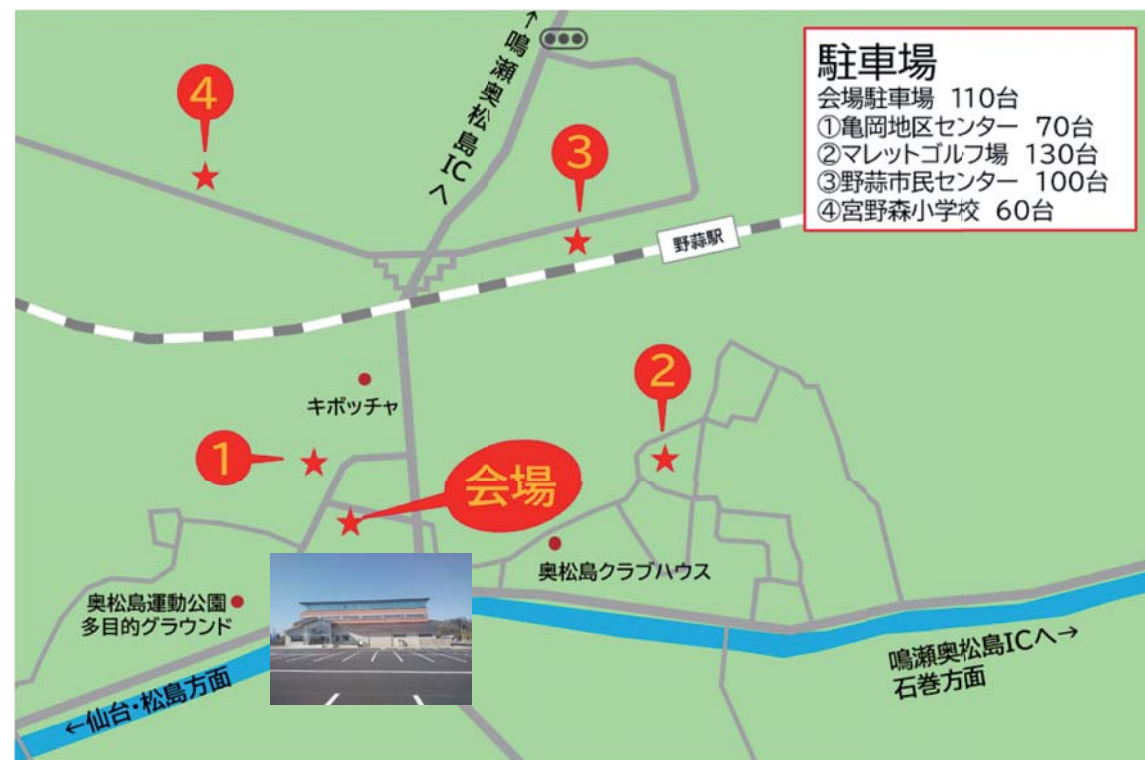 駐車場
会場駐車場 110台
①亀岡地区センター 70台
②マレットゴルフ場 130台
③野蒜市民センター 100台
④宮野森小学校 60台
←鳴瀬奥松島ICへ
4
3
野蒜駅
キボッチャ
2
1
会場
奥松島クラブハウス
奥松島運動公園
多目的グラウンド
←仙台・松島方面
鳴瀬奥松島ICへ→
石巻方面